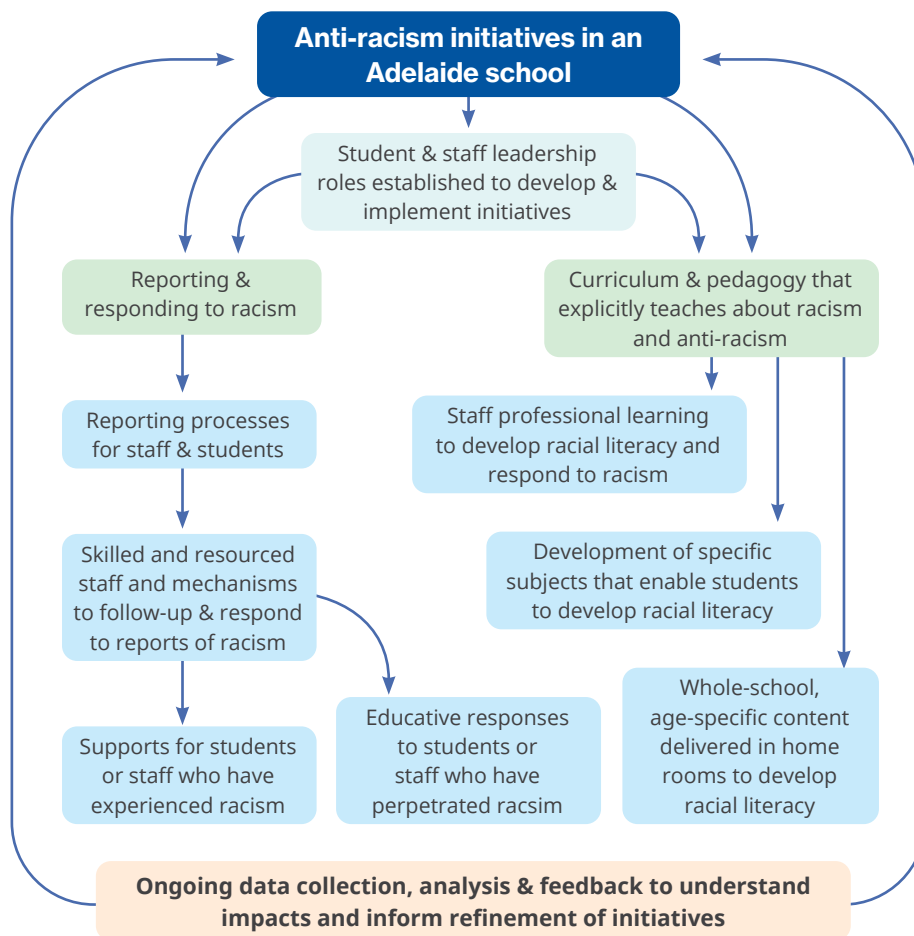 Anti-racism initiatives in an
Adelaide school
Student & staff leadership
roles established to develop &
implement initiatives
Reporting &
responding to racism
Curriculum & pedagogy that
explicitly teaches about racism
and anti-racism
Reporting processes
for staff & students
Staff professional learning
to develop racial literacy and
respond to racism
Skilled and resourced
staff and mechanisms
to follow-up & respond
to reports of racism
Development of specific
subjects that enable students
to develop racial literacy
Supports for students
or staff who have
experienced racism
Educative responses
to students or
staff who have
perpetrated racsim
Whole-school,
age-specific content
delivered in home
rooms to develop
racial literacy
Ongoing data collection, analysis & feedback to understand
impacts and inform refinement of initiatives